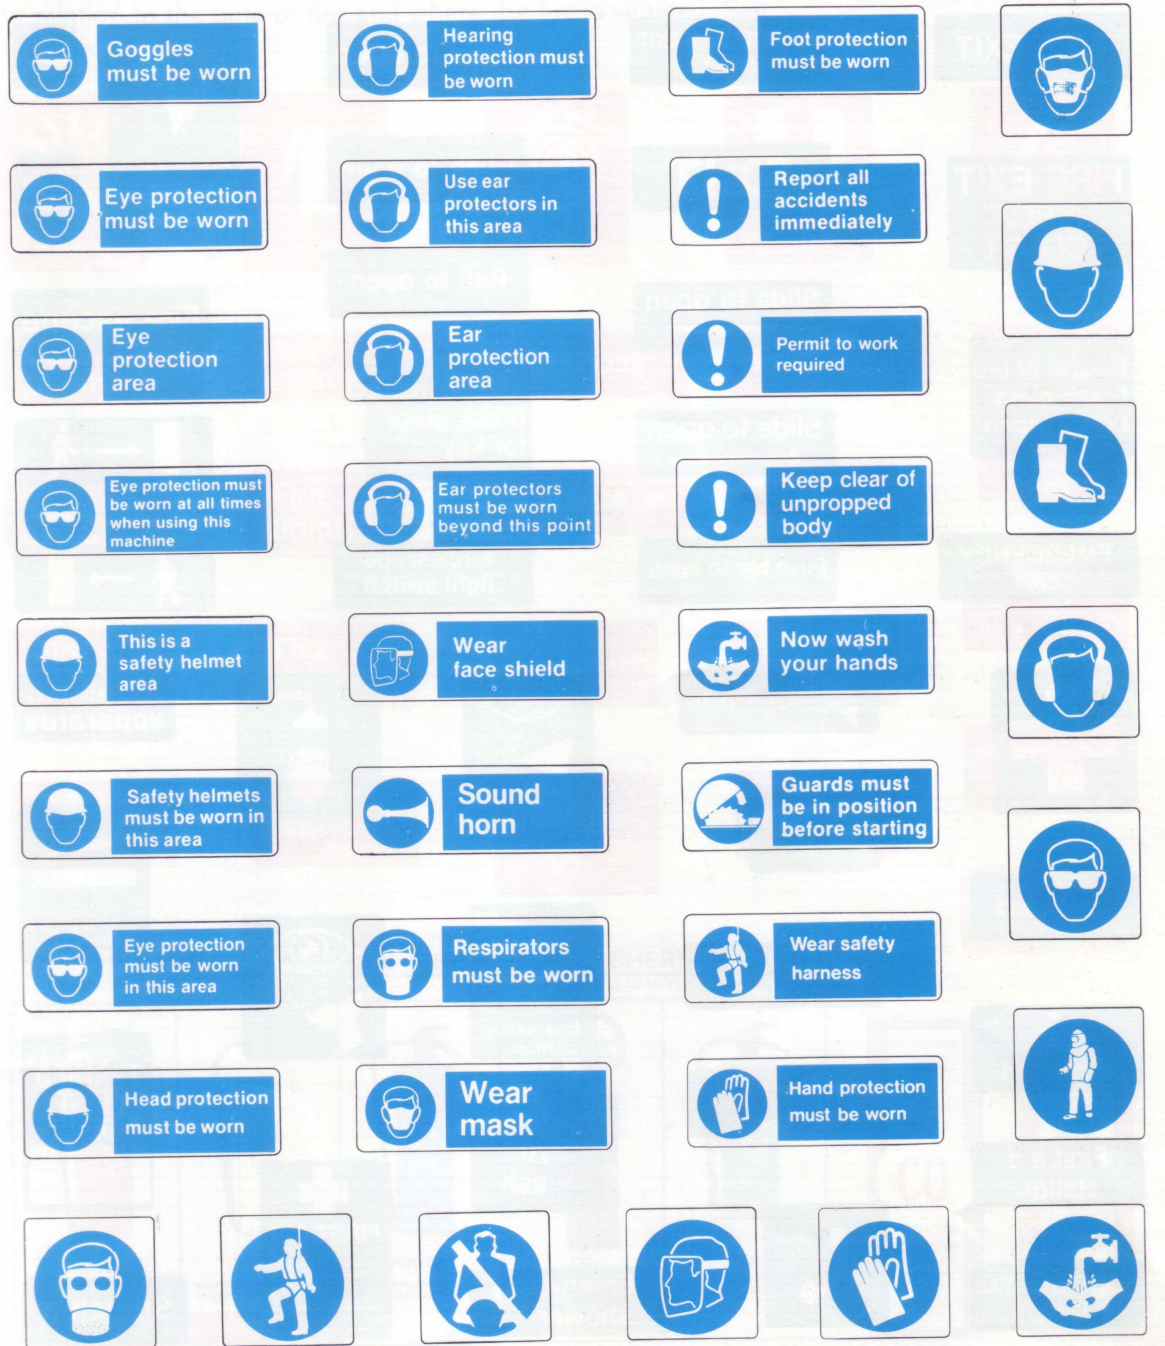 Goggles
must be worn
Hearing
protection must
be worn
Foot protection
must be worn
Eye protection
must be worn
Use ear
protectors in
this area
Report all
accidents
immediately
Eye
protection
area
Ear
protection
area
Permit to work
required
Eye protection must
be worn at all times
when using this
machine
Ear protectors
must be worn
beyond this point
Keep clear of
unpropped
body
This is a
safety helmet
area
Wear
face shield
Now wash
your hands
Safety helmets
must be worn in
this area
Sound
horn
Guards must
be in position
before starting
Eye protection
must be worn
in this area
Respirators
must be worn
Wear safety
harness
Head protection
must be worn
Wear
mask
Hand protection
must be worn